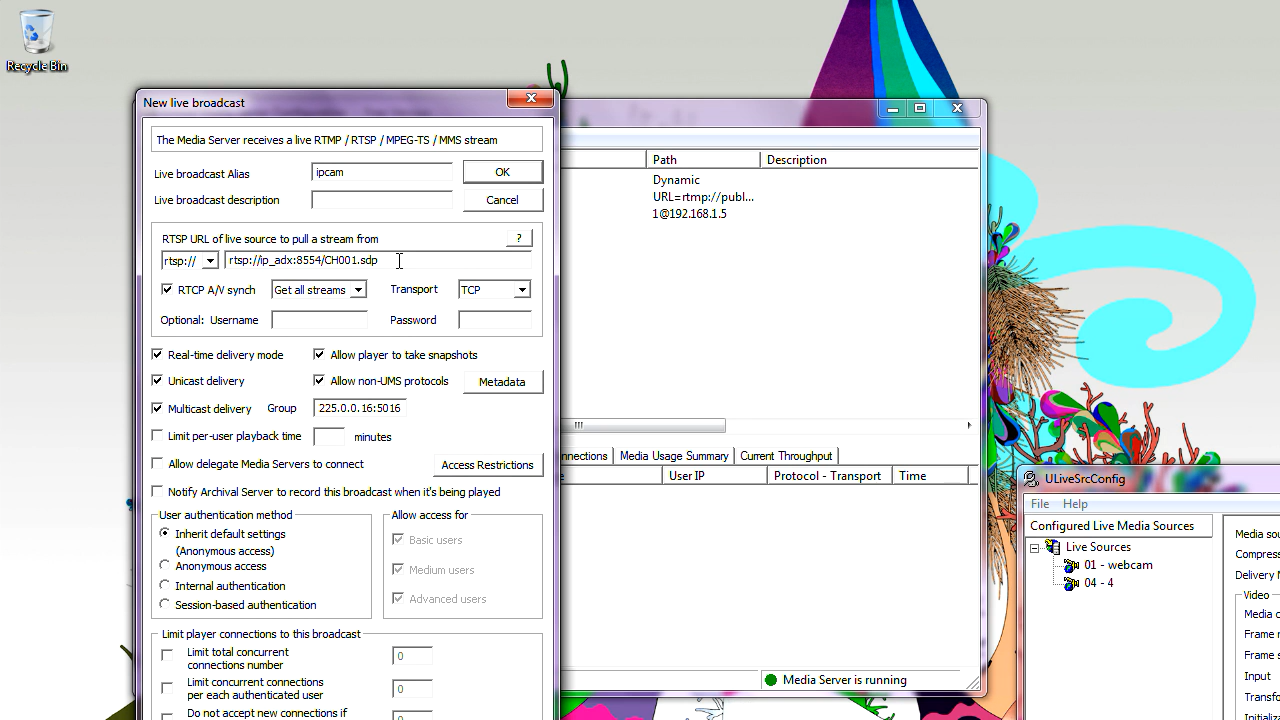 Recycle Bin
New live broadcast
The Media Server receives a live RTMP / RTSP / MPEG-TS / MMS stream
Live broadcast Alias ipcam OK
Live broadcast description Cancel
RTSP URL of live source to pull a stream from ?
rtsp:// rtsp://ip_adx:8554/CH001.sdp
RTCP A/V synch Get all streams Transport TCP
Optional: Username Password
Real-time delivery mode Allow player to take snapshots
Unicast delivery Allow non-UMS protocols Metadata
Multicast delivery Group 225.0.0.16:5016
Limit per-user playback time minutes
Allow delegate Media Servers to connect Access Restrictions
Notify Archival Server to record this broadcast when it's being played
User authentication method
Inherit default settings
(Anonymous access)
Anonymous access
Internal authentication
Session-based authentication
Allow access for
Basic users
Medium users
Advanced users
Limit player connections to this broadcast
Limit total concurrent
connections number 0
Limit concurrent connections
per each authenticated user 0
Do not accept new connections if
Path Description
Dynamic
URL=rtmp://publ...
1@192.168.1.5
nnections Media Usage Summary Current Throughput
e User IP Protocol - Transport Time
Media Server is running
ULiveSrcConfig
File Help
Configured Live Media Sources
Live Sources
01 - webcam
04 - 4
Media sou
Compress
Delivery M
Video
Media c
Frame r
Frame s
Input
Transfo